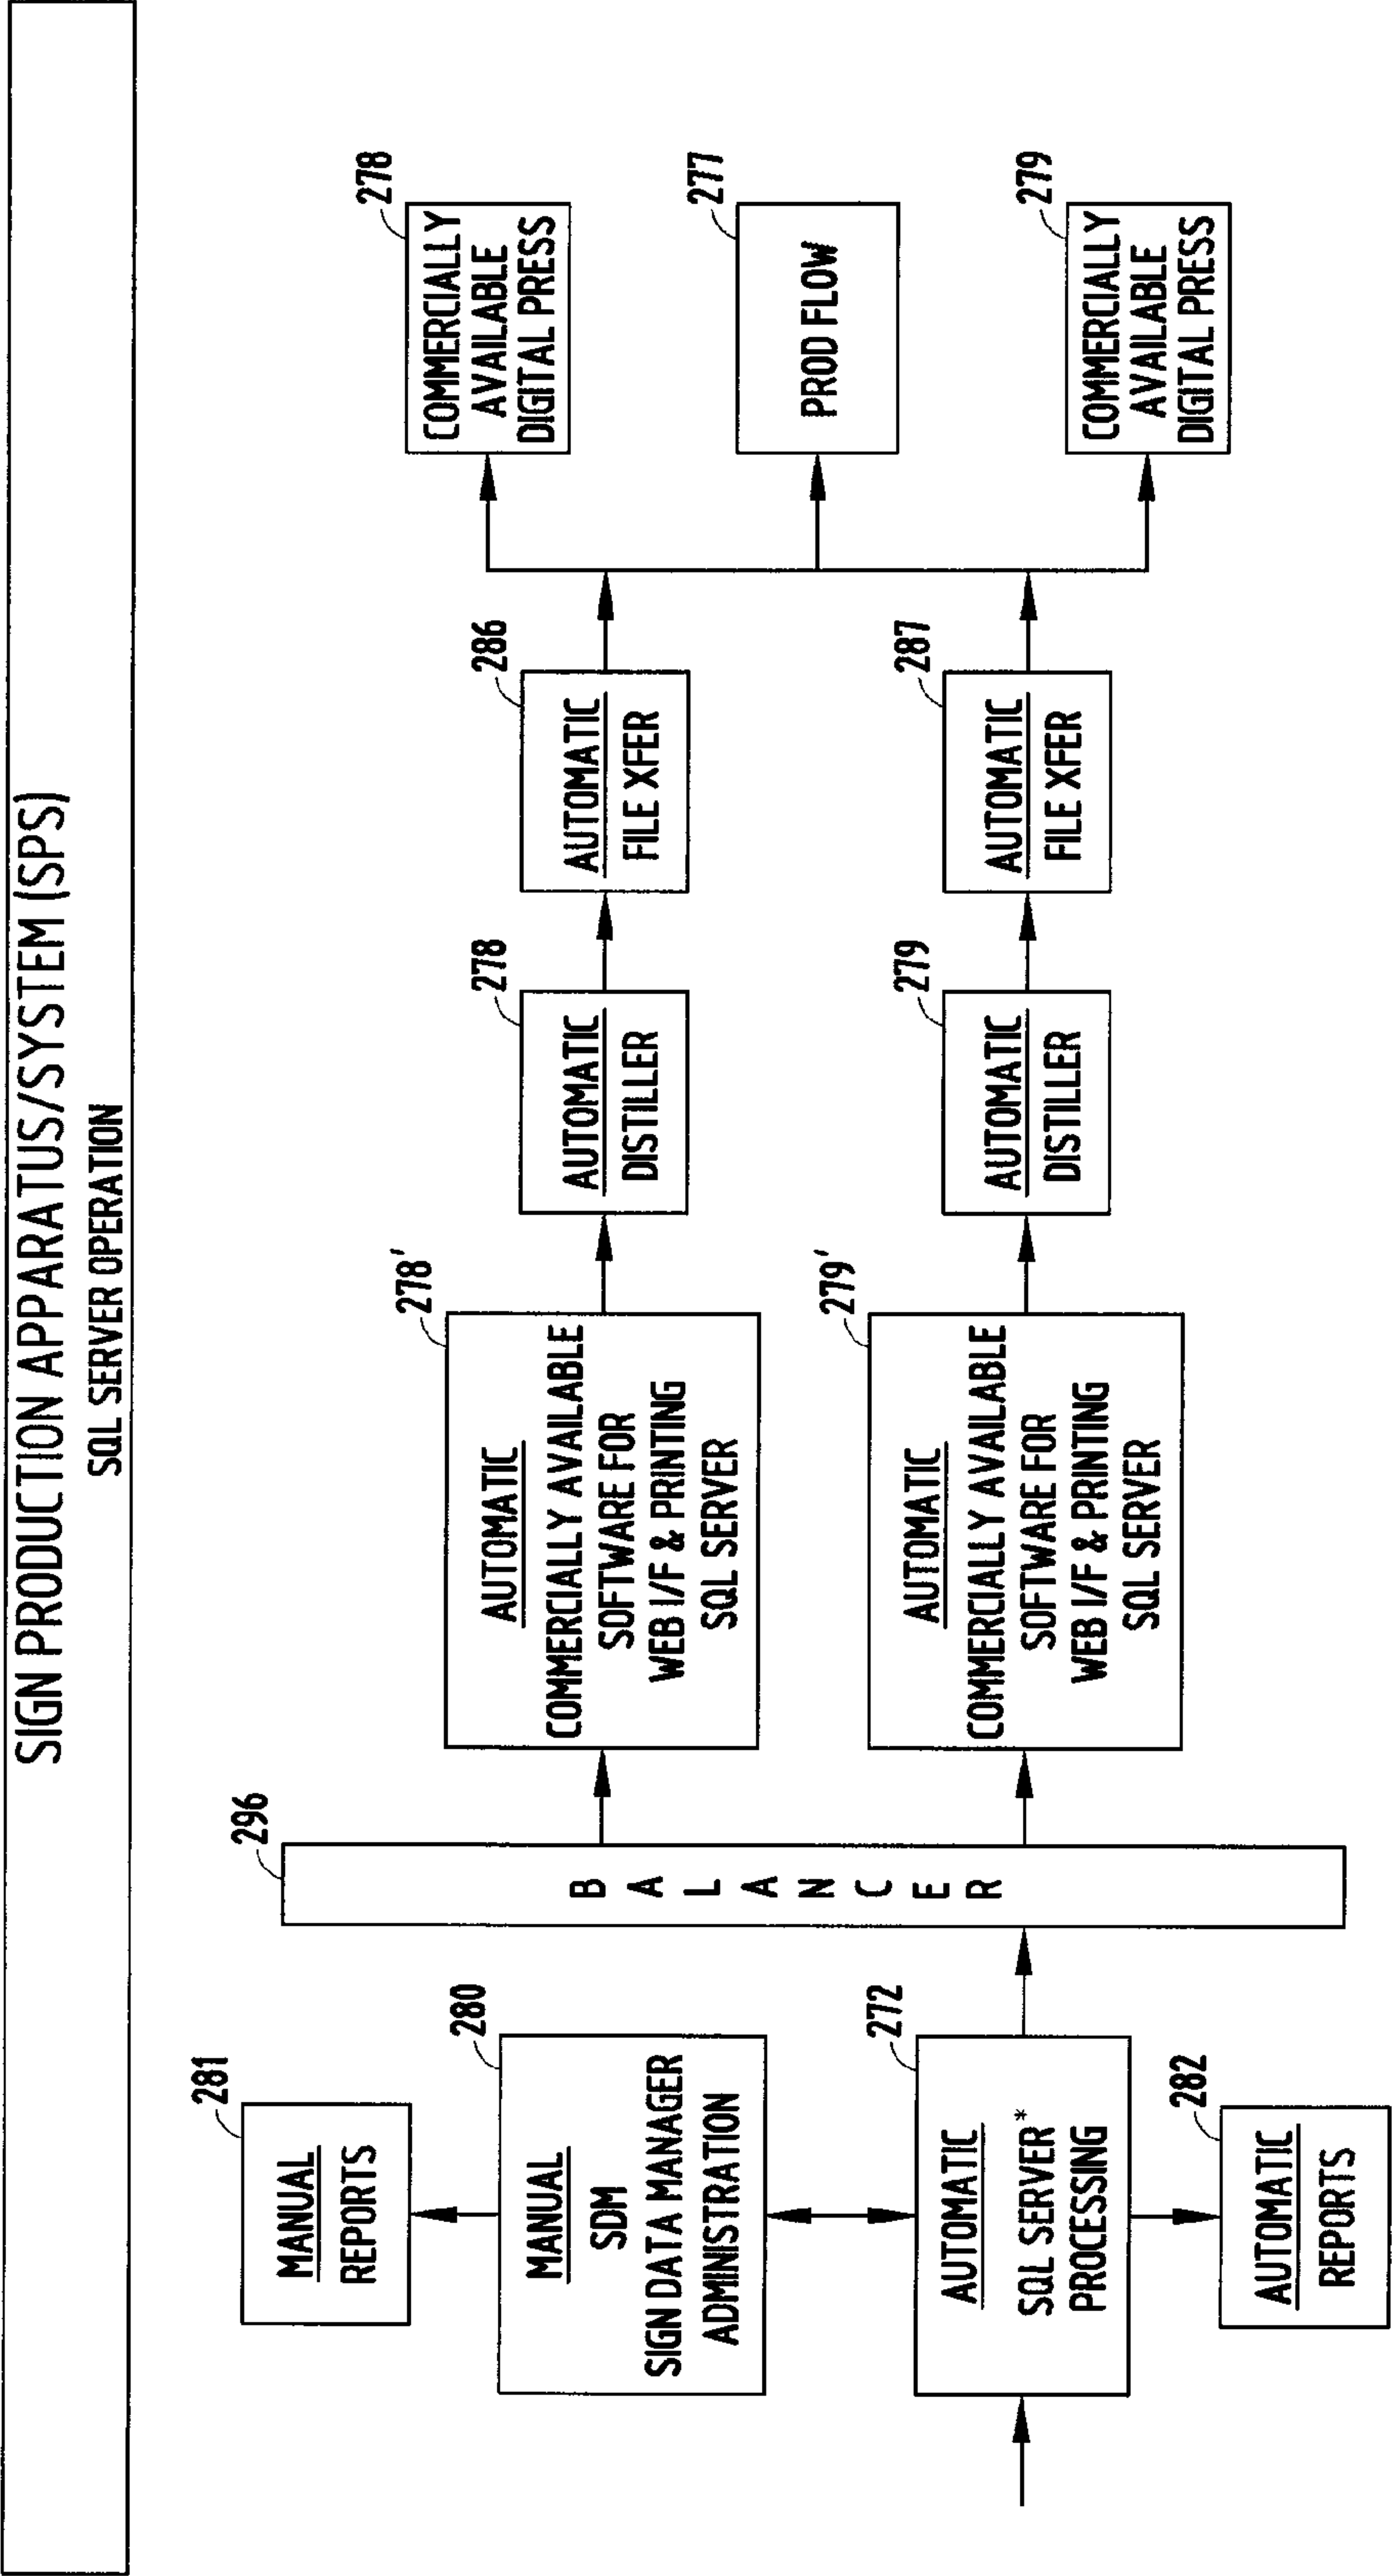 SIGN PRODUCTION APPARATUS/SYSTEM (SPS)
SQL SERVER OPERATION
281
MANUAL
REPORTS
280
MANUAL
SDM
SIGN DATA MANAGER
ADMINISTRATION
272
AUTOMATIC
SQL SERVER*
PROCESSING
282
AUTOMATIC
REPORTS
296
BALANCER
278'
AUTOMATIC
COMMERCIALLY AVAILABLE
SOFTWARE FOR
WEB I/F & PRINTING
SQL SERVER
279'
AUTOMATIC
COMMERCIALLY AVAILABLE
SOFTWARE FOR
WEB I/F & PRINTING
SQL SERVER
278
AUTOMATIC
DISTILLER
279
AUTOMATIC
DISTILLER
286
AUTOMATIC
FILE XFER
287
AUTOMATIC
FILE XFER
278
COMMERCIALLY
AVAILABLE
DIGITAL PRESS
277
PROD FLOW
279
COMMERCIALLY
AVAILABLE
DIGITAL PRESS